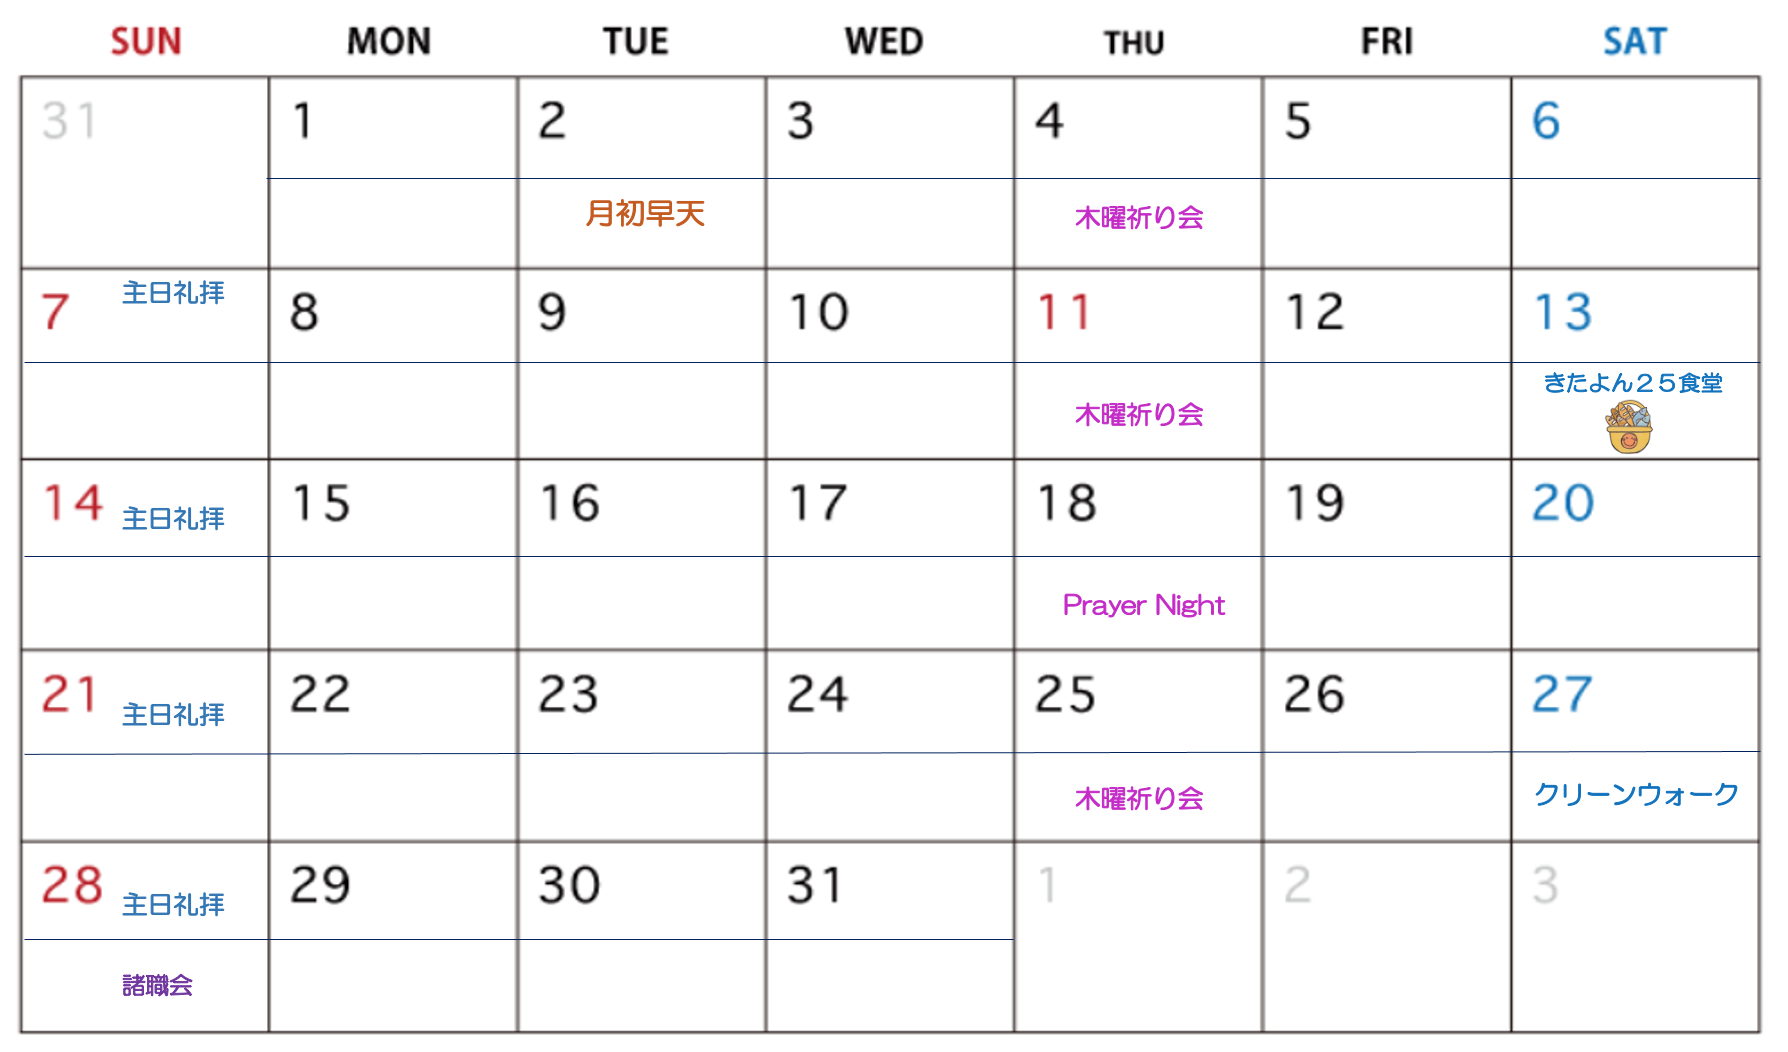 SUN MON TUE WED THU FRI SAT
31 1 2 3 4 5 6
月初早天 木曜祈り会
7 主日礼拝 8 9 10 11 12 13
木曜祈り会 きたよん２５食堂
14 主日礼拝 15 16 17 18 19 20
Prayer Night
21 主日礼拝 22 23 24 25 26 27
木曜祈り会 クリーンウォーク
28 主日礼拝 29 30 31 1 2 3
諸職会